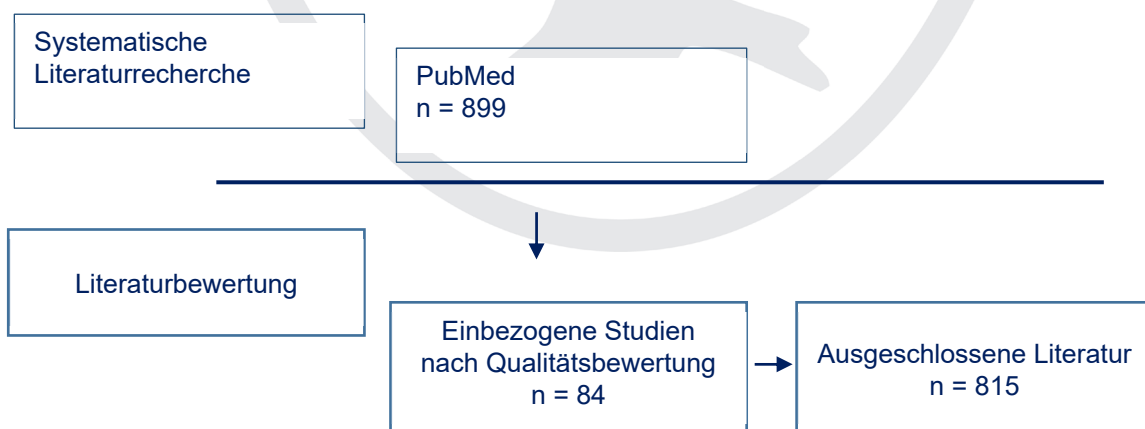 Systematische
Literaturrecherche
PubMed
n = 899
Literaturbewertung
Einbezogene Studien
nach Qualitätsbewertung
n = 84
Ausgeschlossene Literatur
n = 815